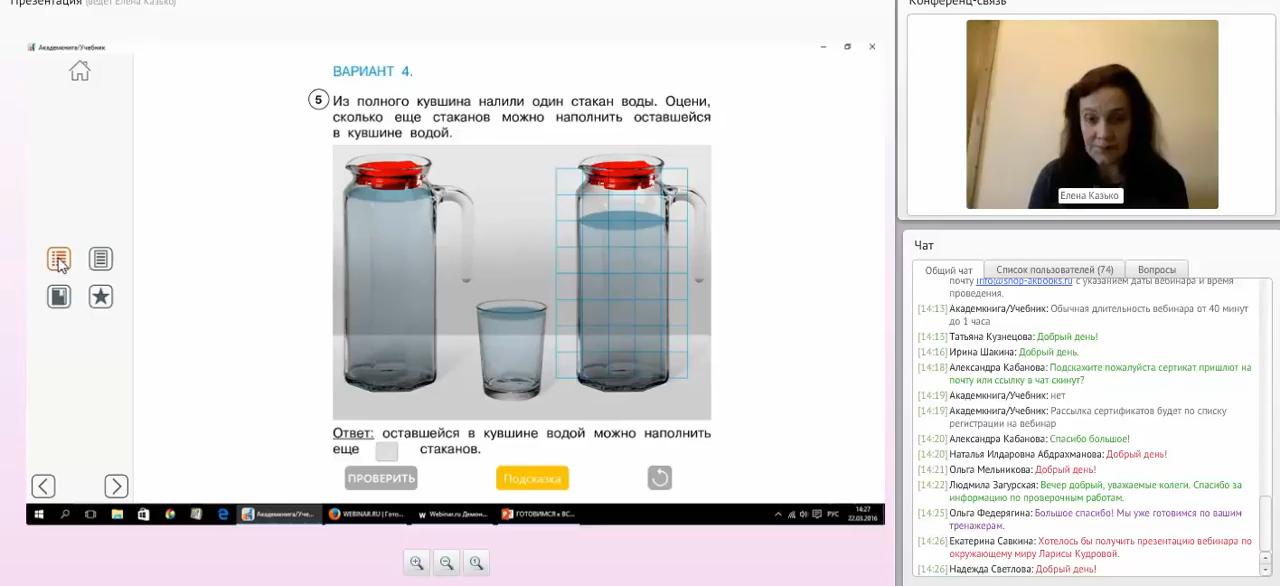 Презентация (ведет Елена Казько)
Академкнига/Учебник
ВАРИАНТ 4.
5 Из полного кувшина налили один стакан воды. Оцени,
сколько еще стаканов можно наполнить оставшейся
в кувшине водой.
Ответ: оставшейся в кувшине водой можно наполнить
еще стаканов.
ПРОВЕРИТЬ
Подсказка
Академкнига/Уче...
WEBINAR.RU | Гото...
Webinar.ru Демон...
ГОТОВИМСЯ к ВС...
РУС
14:27
22.03.2016
Конференц-связь
Елена Казько
Чат
Общий чат
Список пользователей (74)
Вопросы
почту info@shop-akbooks.ru с указанием даты вебинара и время
проведения.
[14:13] Академкнига/Учебник: Обычная длительность вебинара от 40 минут
до 1 часа
[14:13] Татьяна Кузнецова: Добрый день!
[14:16] Ирина Шакина: Добрый день.
[14:18] Александра Кабанова: Подскажите пожалуйста сертикат пришлют на
почту или ссылку в чат скинут?
[14:19] Академкнига/Учебник: нет
[14:19] Академкнига/Учебник: Рассылка сертификатов будет по списку
регистрации на вебинар
[14:20] Александра Кабанова: Спасибо большое!
[14:20] Наталья Илдаровна Абдрахманова: Добрый день!
[14:21] Ольга Мельникова: Добрый день!
[14:22] Людмила Загурская: Вечер добрый, уважаемые колеги. Спасибо за
информацию по проверочным работам.
[14:25] Ольга Федерягина: Большое спасибо! Мы уже готовимся по вашим
тренажерам.
[14:26] Екатерина Савкина: Хотелось бы получить презентацию вебинара по
окружающему миру Ларисы Кудровой.
[14:26] Надежда Светлова: Добрый день!